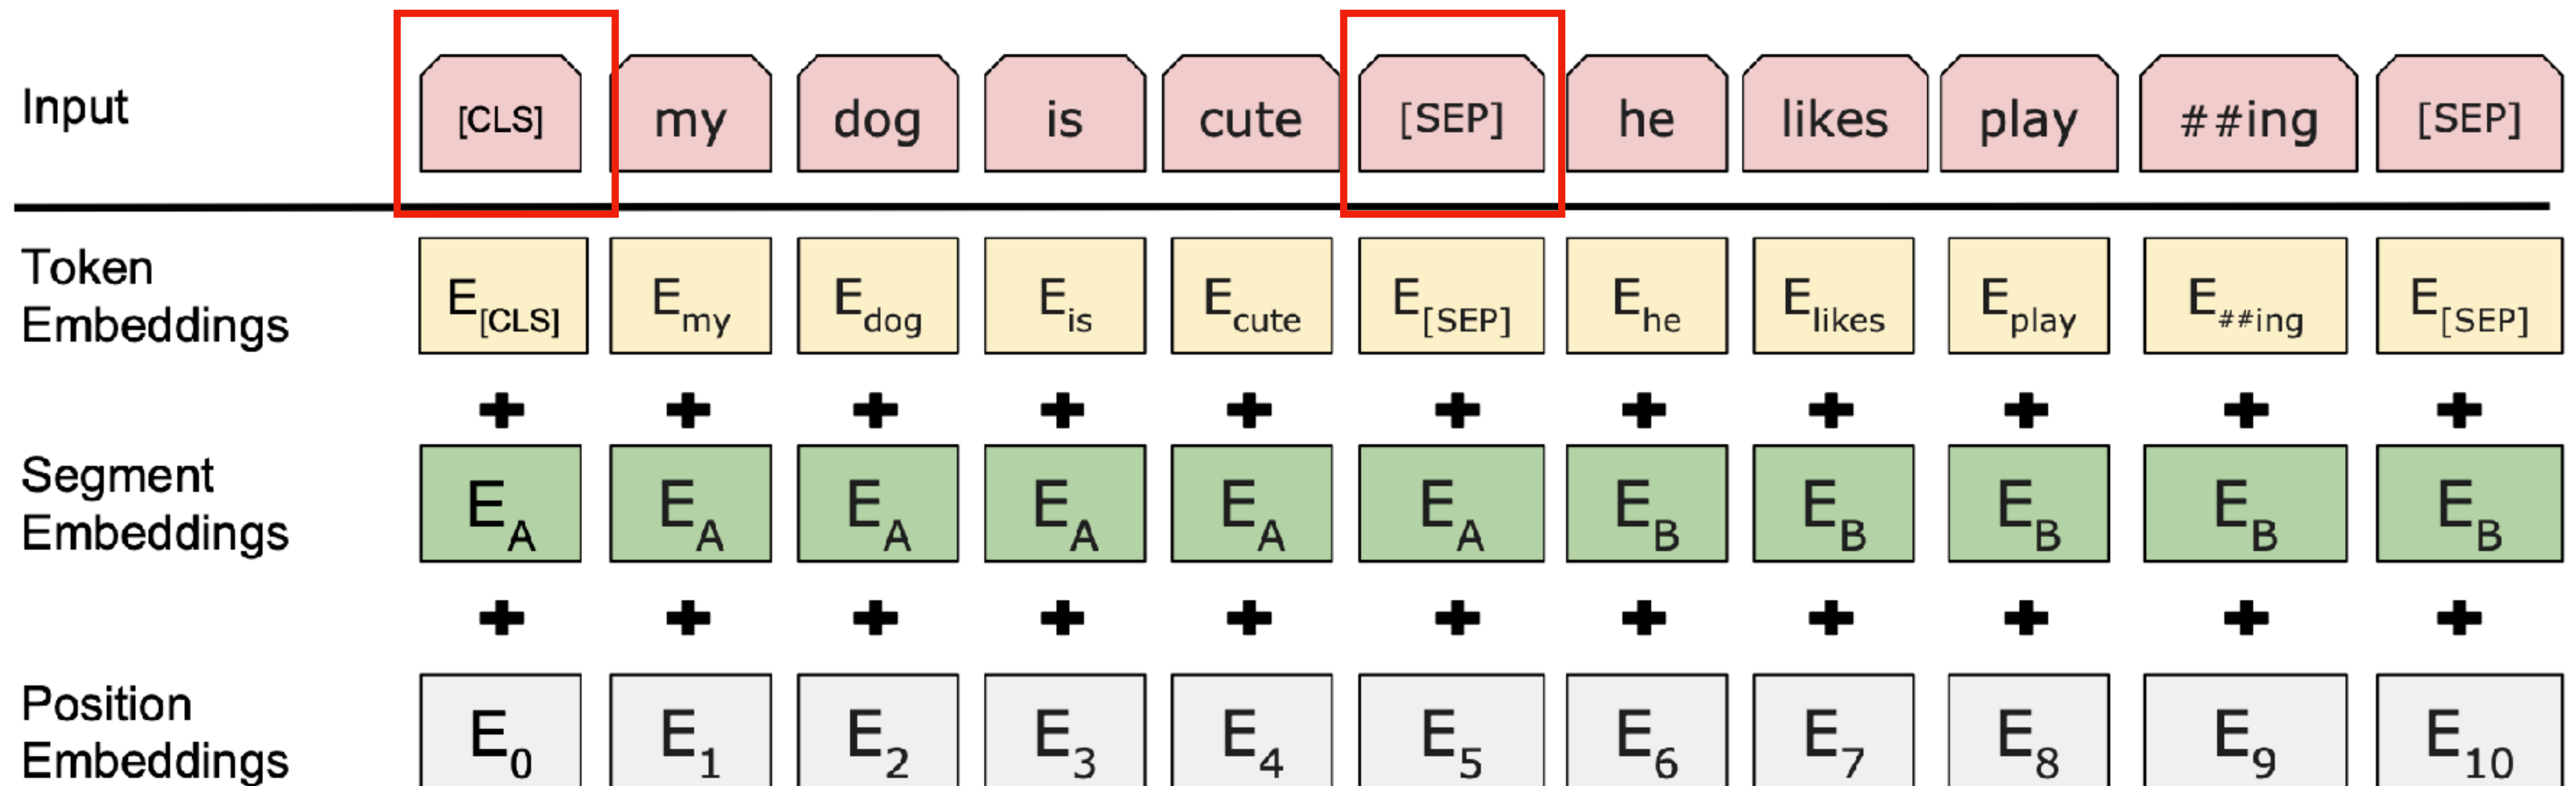 Input [CLS] my dog is cute [SEP] he likes play ##ing [SEP]
Token Embeddings E[CLS] Emy Edog Eis Ecute E[SEP] Ehe Elikes Eplay E##ing E[SEP]
+ + + + + + + + + + +
Segment Embeddings EA EA EA EA EA EA EB EB EB EB EB
+ + + + + + + + + + +
Position Embeddings E0 E1 E2 E3 E4 E5 E6 E7 E8 E9 E10